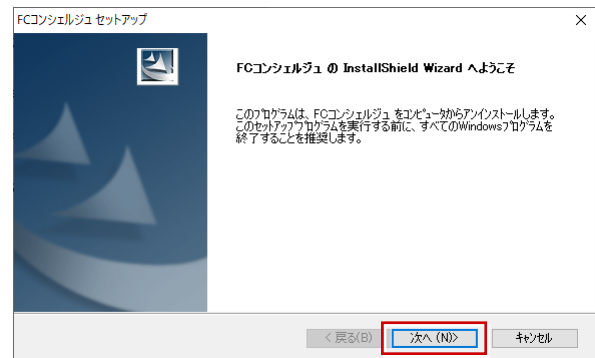 FCコンシェルジュ セットアップ
FCコンシェルジュ の InstallShield Wizard へようこそ
このプログラムは、FCコンシェルジュ をコンピュータからアンインストールします。
このセットアッププログラムを実行する前に、すべてのWindowsプログラムを
終了することを推奨します。
< 戻る(B)
次へ (N)>
キャンセル